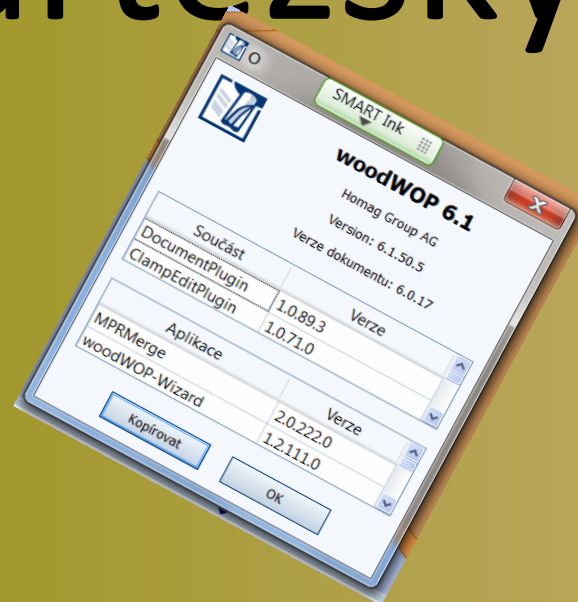 artézský
O
SMART Ink
woodWOP 6.1
Homag Group AG
Version: 6.1.50.5
Verze dokumentu: 6.0.17
Součást Verze
DocumentPlugin 1.0.89.3
ClampEditPlugin 1.0.71.0
Aplikace Verze
MPRMerge 2.0.222.0
woodWOP-Wizard 1.2.111.0
Kopírovat
OK